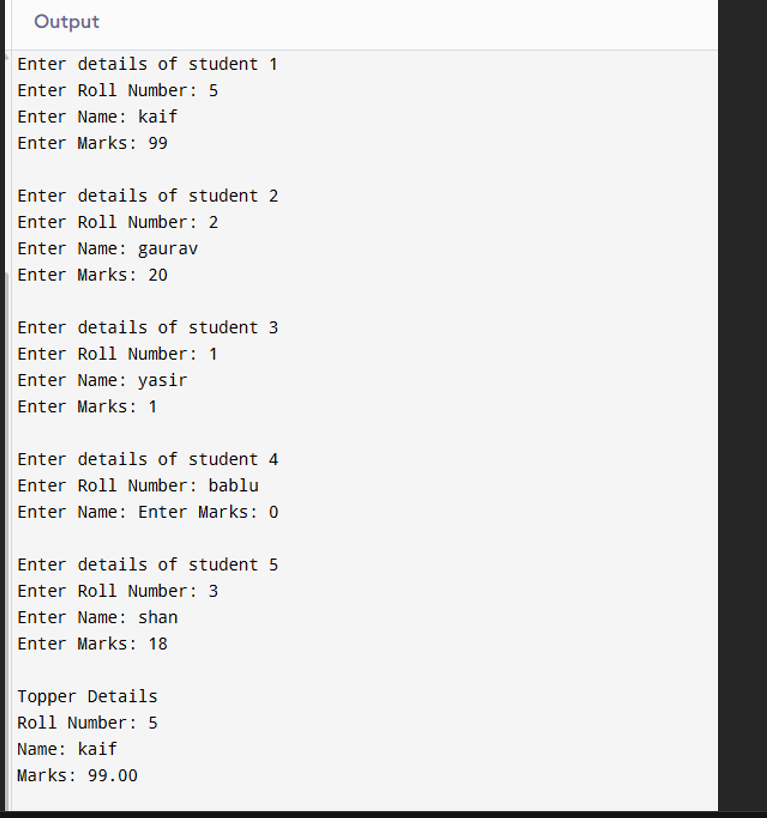 Output
Enter details of student 1
Enter Roll Number: 5
Enter Name: kaif
Enter Marks: 99
Enter details of student 2
Enter Roll Number: 2
Enter Name: gaurav
Enter Marks: 20
Enter details of student 3
Enter Roll Number: 1
Enter Name: yasir
Enter Marks: 1
Enter details of student 4
Enter Roll Number: bablu
Enter Name: Enter Marks: 0
Enter details of student 5
Enter Roll Number: 3
Enter Name: shan
Enter Marks: 18
Topper Details
Roll Number: 5
Name: kaif
Marks: 99.00